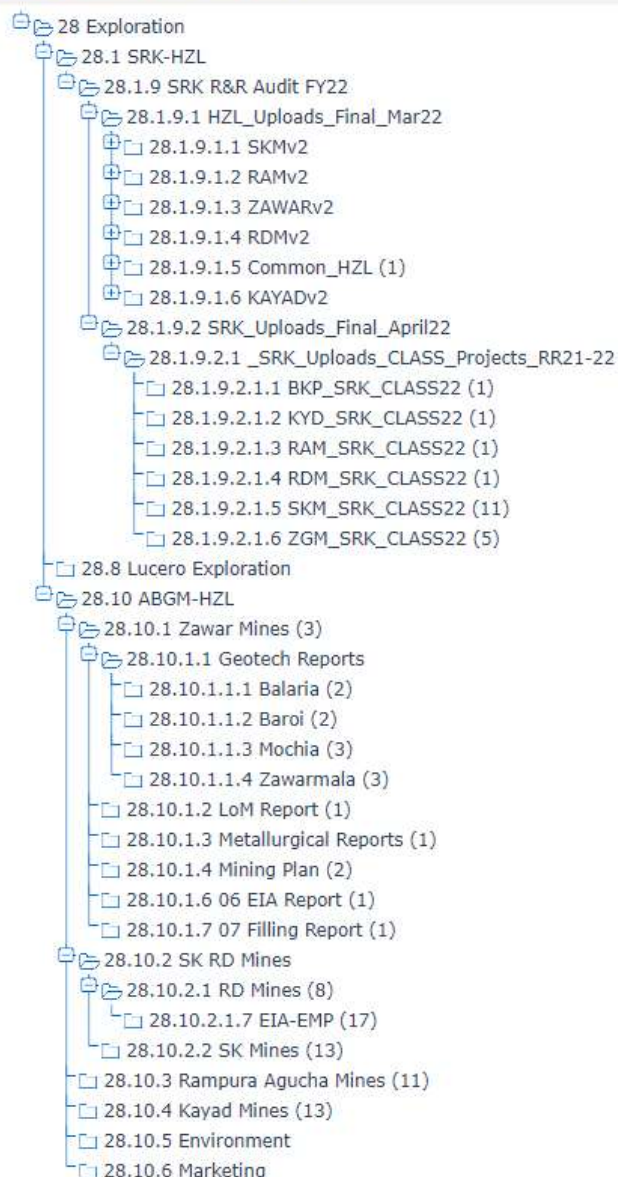 28 Exploration
28.1 SRK-HZL
28.1.9 SRK R&R Audit FY22
28.1.9.1 HZL_Uploads_Final_Mar22
28.1.9.1.1 SKMv2
28.1.9.1.2 RAMv2
28.1.9.1.3 ZAWARv2
28.1.9.1.4 RDMv2
28.1.9.1.5 Common_HZL (1)
28.1.9.1.6 KAYADv2
28.1.9.2 SRK_Uploads_Final_April22
28.1.9.2.1 _SRK_Uploads_CLASS_Projects_RR21-22
28.1.9.2.1.1 BKP_SRK_CLASS22 (1)
28.1.9.2.1.2 KYD_SRK_CLASS22 (1)
28.1.9.2.1.3 RAM_SRK_CLASS22 (1)
28.1.9.2.1.4 RDM_SRK_CLASS22 (1)
28.1.9.2.1.5 SKM_SRK_CLASS22 (11)
28.1.9.2.1.6 ZGM_SRK_CLASS22 (5)
28.8 Lucero Exploration
28.10 ABGM-HZL
28.10.1 Zawar Mines (3)
28.10.1.1 Geotech Reports
28.10.1.1.1 Balaria (2)
28.10.1.1.2 Baroi (2)
28.10.1.1.3 Mochia (3)
28.10.1.1.4 Zawarmala (3)
28.10.1.2 LoM Report (1)
28.10.1.3 Metallurgical Reports (1)
28.10.1.4 Mining Plan (2)
28.10.1.6 06 EIA Report (1)
28.10.1.7 07 Filling Report (1)
28.10.2 SK RD Mines
28.10.2.1 RD Mines (8)
28.10.2.1.7 EIA-EMP (17)
28.10.2.2 SK Mines (13)
28.10.3 Rampura Agucha Mines (11)
28.10.4 Kayad Mines (13)
28.10.5 Environment
28.10.6 Marketing